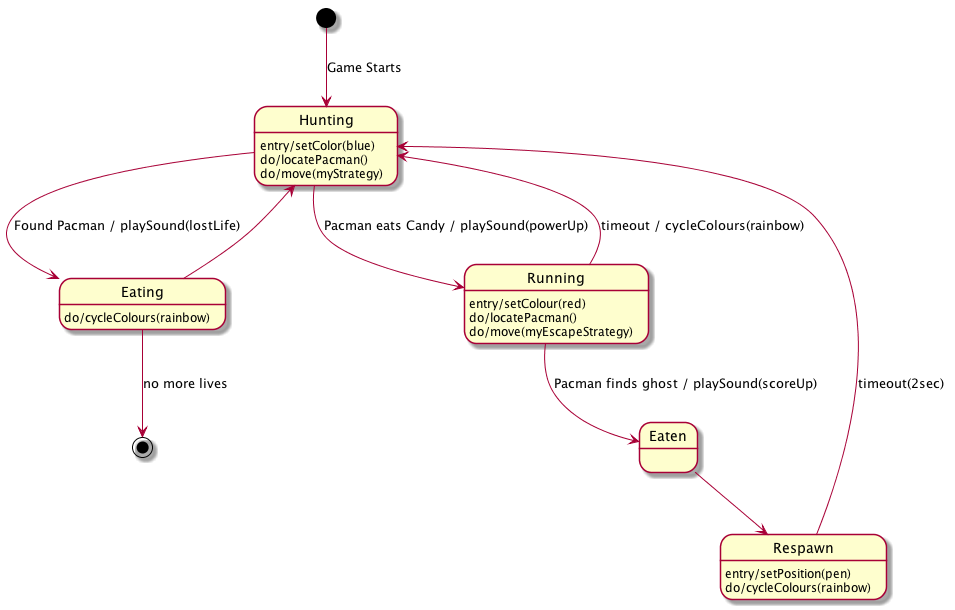 Game Starts
Hunting
entry/setColor(blue)
do/locatePacman()
do/move(myStrategy)
Found Pacman / playSound(lostLife)
Pacman eats Candy / playSound(powerUp)
timeout / cycleColours(rainbow)
Eating
do/cycleColours(rainbow)
Running
entry/setColour(red)
do/locatePacman()
do/move(myEscapeStrategy)
no more lives
Pacman finds ghost / playSound(scoreUp)
timeout(2sec)
Eaten
Respawn
entry/setPosition(pen)
do/cycleColours(rainbow)